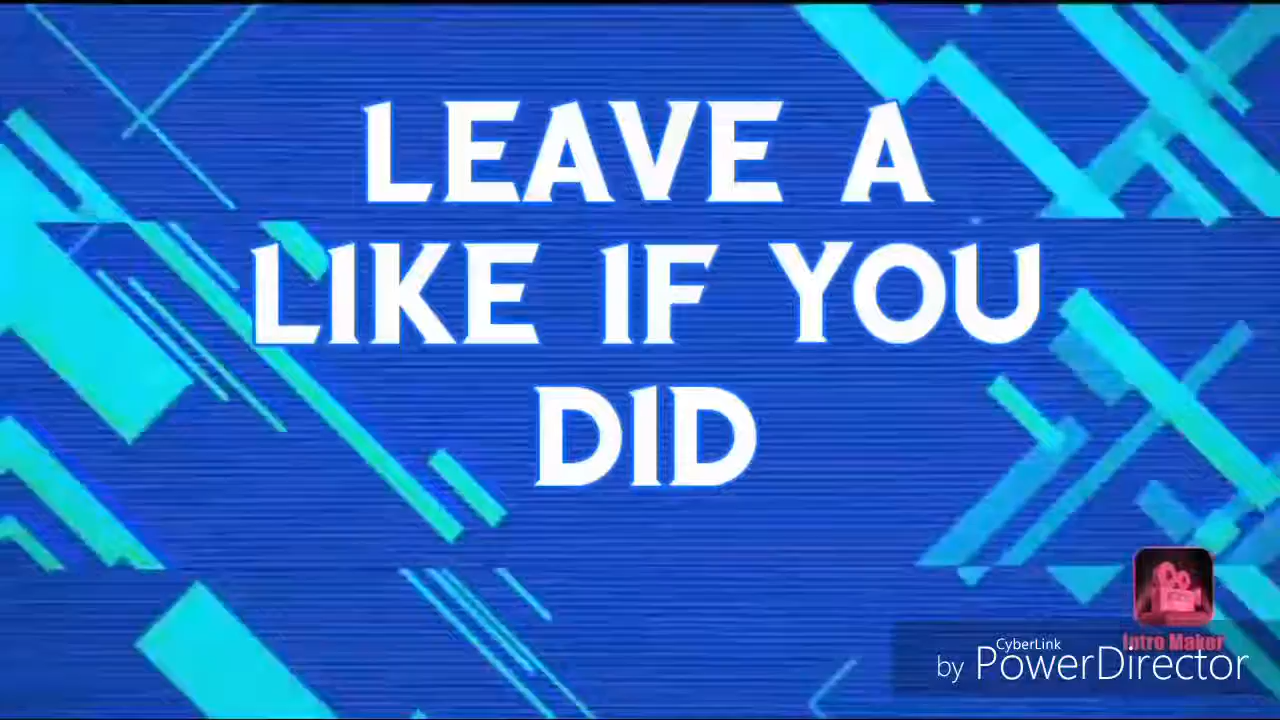 LEAVE A
LIKE IF YOU
DID
Intro Maker
CyberLink
by PowerDirector